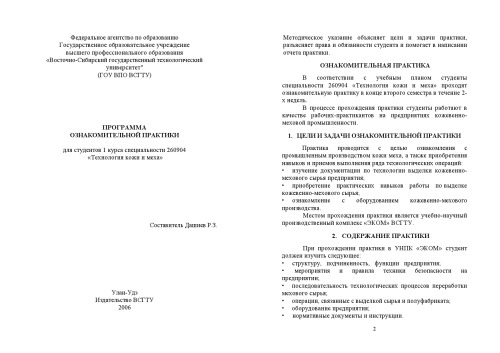 Федеральное агентство по образованию
Государственное образовательное учреждение
высшего профессионального образования
«Восточно-Сибирский государственный технологический
университет"
(ГОУ ВПО ВСГТУ)
ПРОГРАММА
ОЗНАКОМИТЕЛЬНОЙ ПРАКТИКИ
для студентов 1 курса специальности 260904
«Технология кожи и меха»
Составитель Дашиев Р.З.
Улан-Удэ
Издательство ВСГТУ
2006
Методическое указание объясняет цели и задачи практики,
разъясняет права и обязанности студента и помогает в написании
отчета практики.
ОЗНАКОМИТЕЛЬНАЯ ПРАКТИКА
В соответствии с учебным планом студенты
специальности 260904 «Технология кожи и меха» проходят
ознакомительную практику в конце второго семестра в течение 2-
х недель.
В процессе прохождения практики студенты работают в
качестве рабочих-практикантов на предприятиях кожевенно-
меховой промышленности.
1. ЦЕЛИ И ЗАДАЧИ ОЗНАКОМИТЕЛЬНОЙ ПРАКТИКИ
Практика проводится с целью ознакомления с
промышленным производством кожи меха, а также приобретения
навыков и приемов выполнения ряда технологических операций:
• изучение документации по технологии выделки кожевенно-
мехового сырья предприятия;
• приобретение практических навыков работы по выделке
кожевенно-мехового сырья;
• ознакомление с оборудованием кожевенно-мехового
производства.
Местом прохождения практики является учебно-научный
производственный комплекс «ЭКОМ» ВСГТУ.
2. СОДЕРЖАНИЕ ПРАКТИКИ
При прохождении практики в УНПК «ЭКОМ» студент
должен изучить следующее:
• структуру, подчиненность, функции предприятия;
• мероприятия и правила техники безопасности на
предприятии;
• последовательность технологических процессов переработки
мехового сырья;
• операции, связанные с выделкой сырья и полуфабриката;
• оборудование предприятия;
• нормативные документы и инструкции.
2